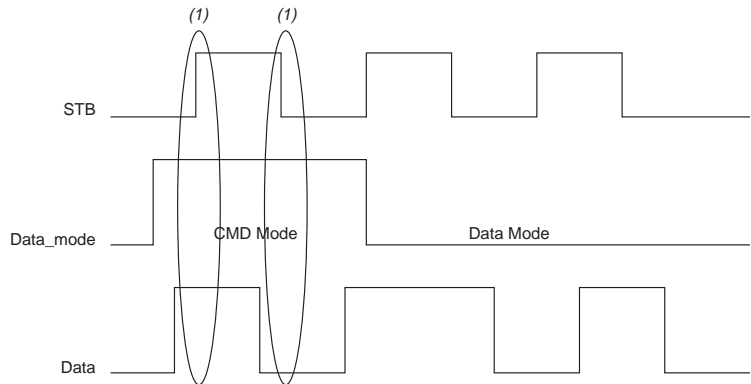 (1) (1)
STB
Data_mode
CMD Mode Data Mode
Data